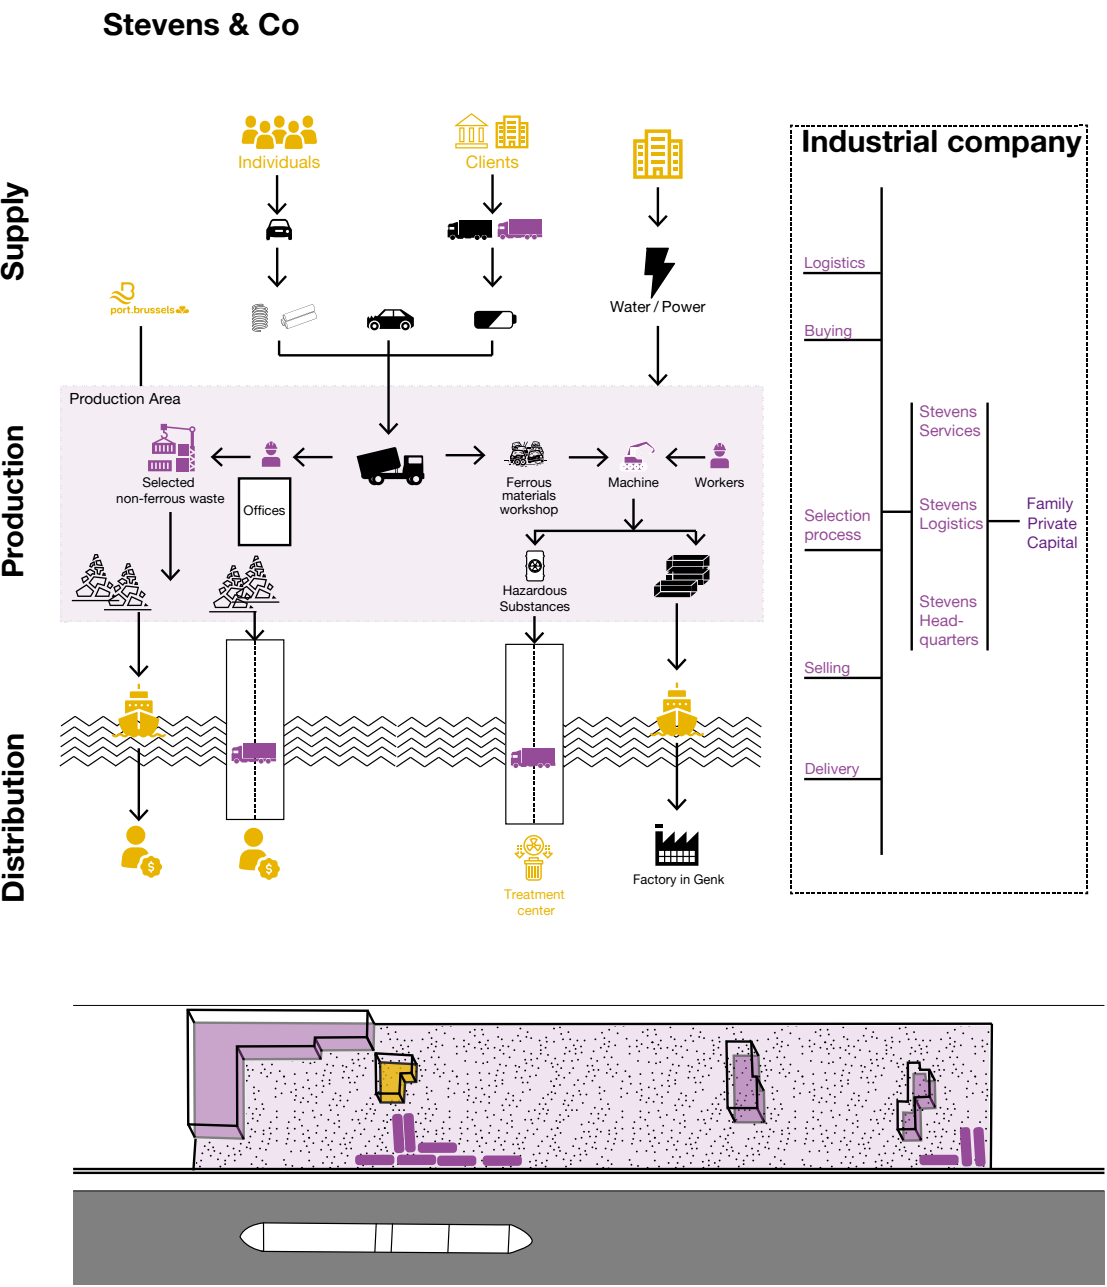 Stevens & Co
Supply
Individuals
Clients
port.brussels
Water / Power
Production
Production Area
Selected
non-ferrous waste
Offices
Ferrous
materials
workshop
Machine
Workers
Hazardous
Substances
Distribution
$
$
Treatment
center
Factory in Genk
Industrial company
Logistics
Buying
Selection
process
Selling
Delivery
Stevens
Services
Stevens
Logistics
Stevens
Head-
quarters
Family
Private
Capital